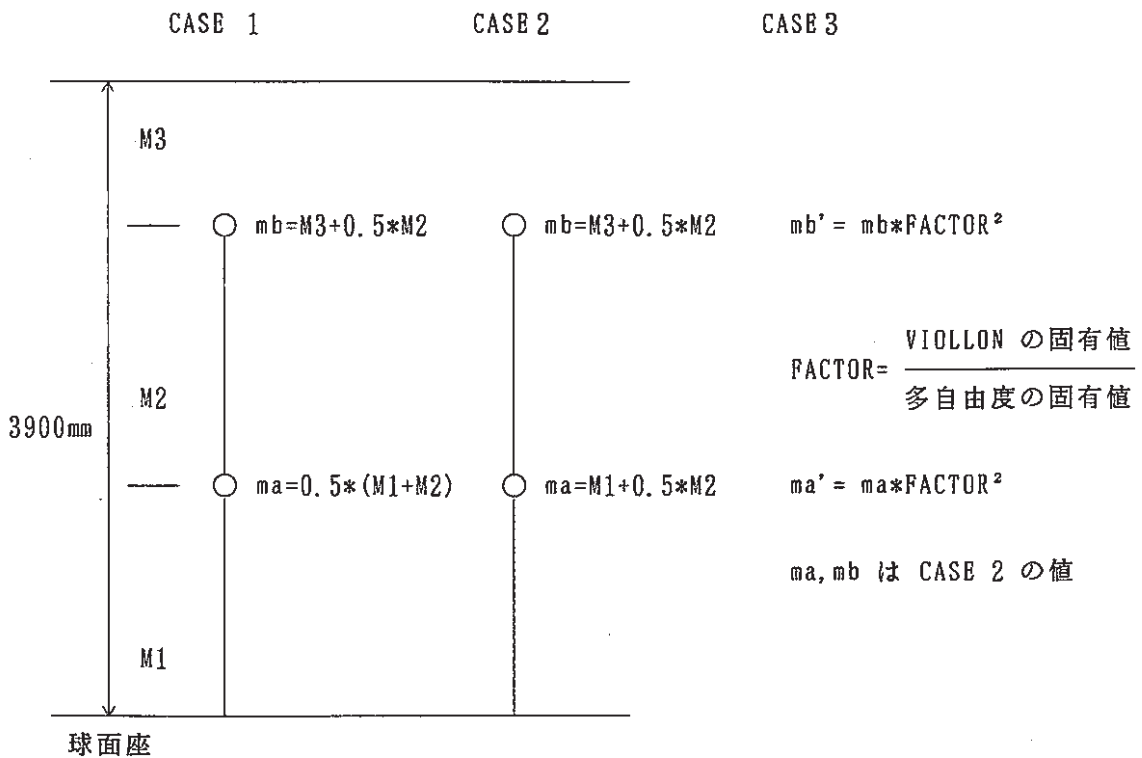 CASE 1 CASE 2 CASE 3
M3
mb=M3+0.5*M2 mb=M3+0.5*M2 mb'= mb*FACTOR²
VIOLLON の固有値
FACTOR=
多自由度の固有値
M2
3900mm
ma=0.5*(M1+M2) ma=M1+0.5*M2 ma'= ma*FACTOR²
ma,mb は CASE 2 の値
M1
球面座